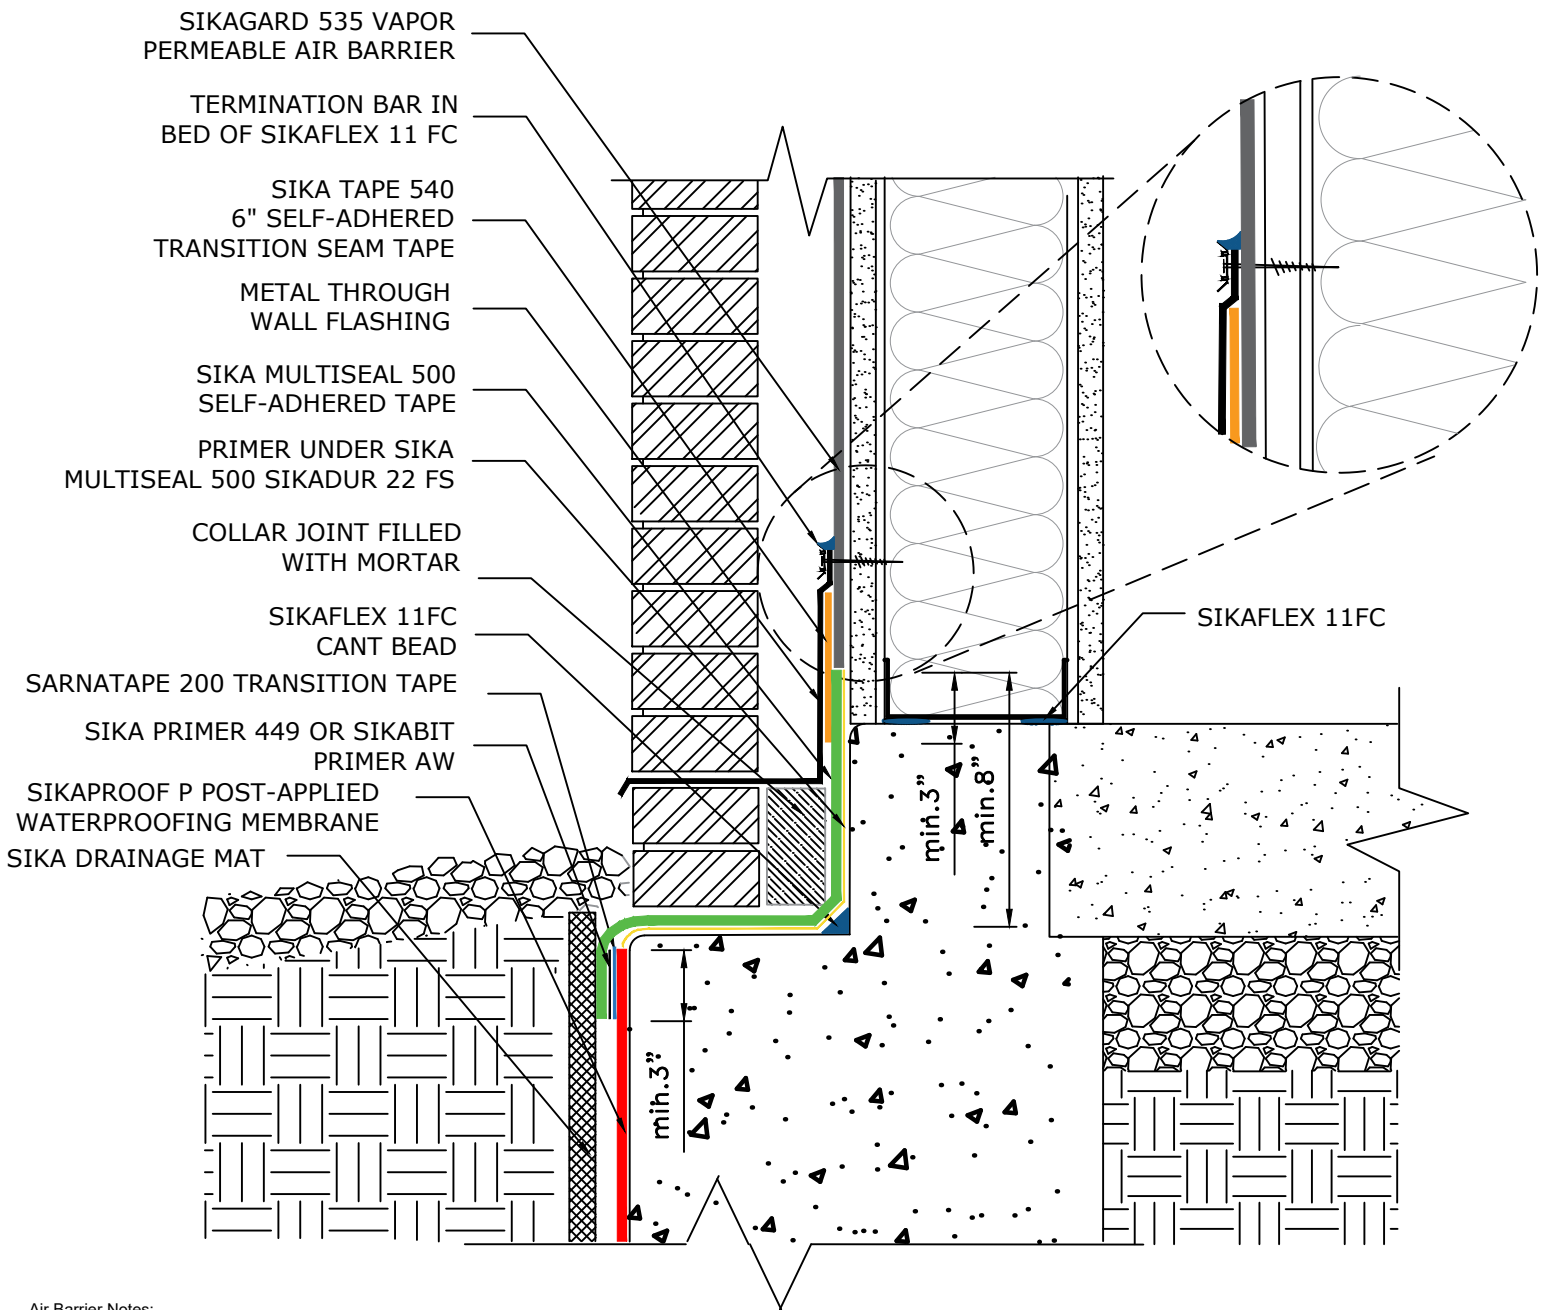 SIKAGARD 535 VAPOR
PERMEABLE AIR BARRIER
TERMINATION BAR IN
BED OF SIKAFLEX 11 FC
SIKA TAPE 540
6" SELF-ADHERED
TRANSITION SEAM TAPE
METAL THROUGH
WALL FLASHING
SIKA MULTISEAL 500
SELF-ADHERED TAPE
PRIMER UNDER SIKA
MULTISEAL 500 SIKADUR 22 FS
COLLAR JOINT FILLED
WITH MORTAR
SIKAFLEX 11FC
CANT BEAD
SARNATAPE 200 TRANSITION TAPE
SIKA PRIMER 449 OR SIKABIT
PRIMER AW
SIKAPROOF P POST-APPLIED
WATERPROOFING MEMBRANE
SIKA DRAINAGE MAT
SIKAFLEX 11FC
min.3"
min.8"
min.3"
Air Barrier Notes: